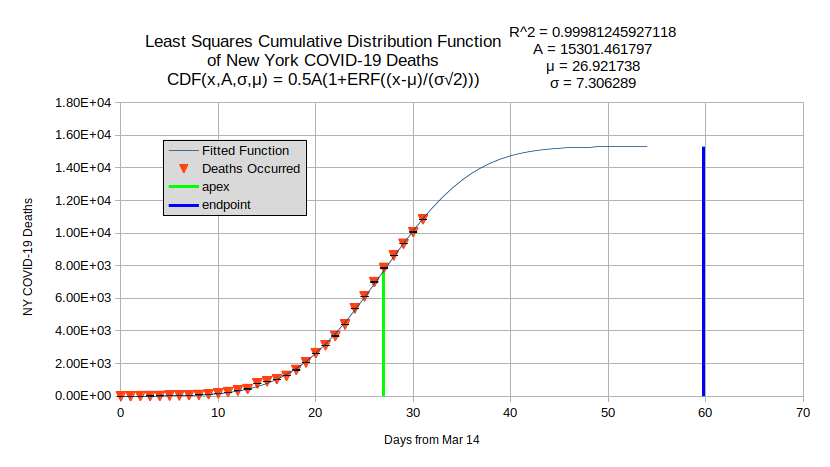 Least Squares Cumulative Distribution Function
of New York COVID-19 Deaths
CDF(x,A,σ,μ) = 0.5A(1+ERF((x-μ)/(σ√2)))
R^2 = 0.99981245927118
A = 15301.461797
μ = 26.921738
σ = 7.306289
1.80E+04
1.60E+04
1.40E+04
1.20E+04
1.00E+04
8.00E+03
6.00E+03
4.00E+03
2.00E+03
0.00E+00
NY COVID-19 Deaths
Fitted Function
Deaths Occurred
apex
endpoint
0 10 20 30 40 50 60 70
Days from Mar 14